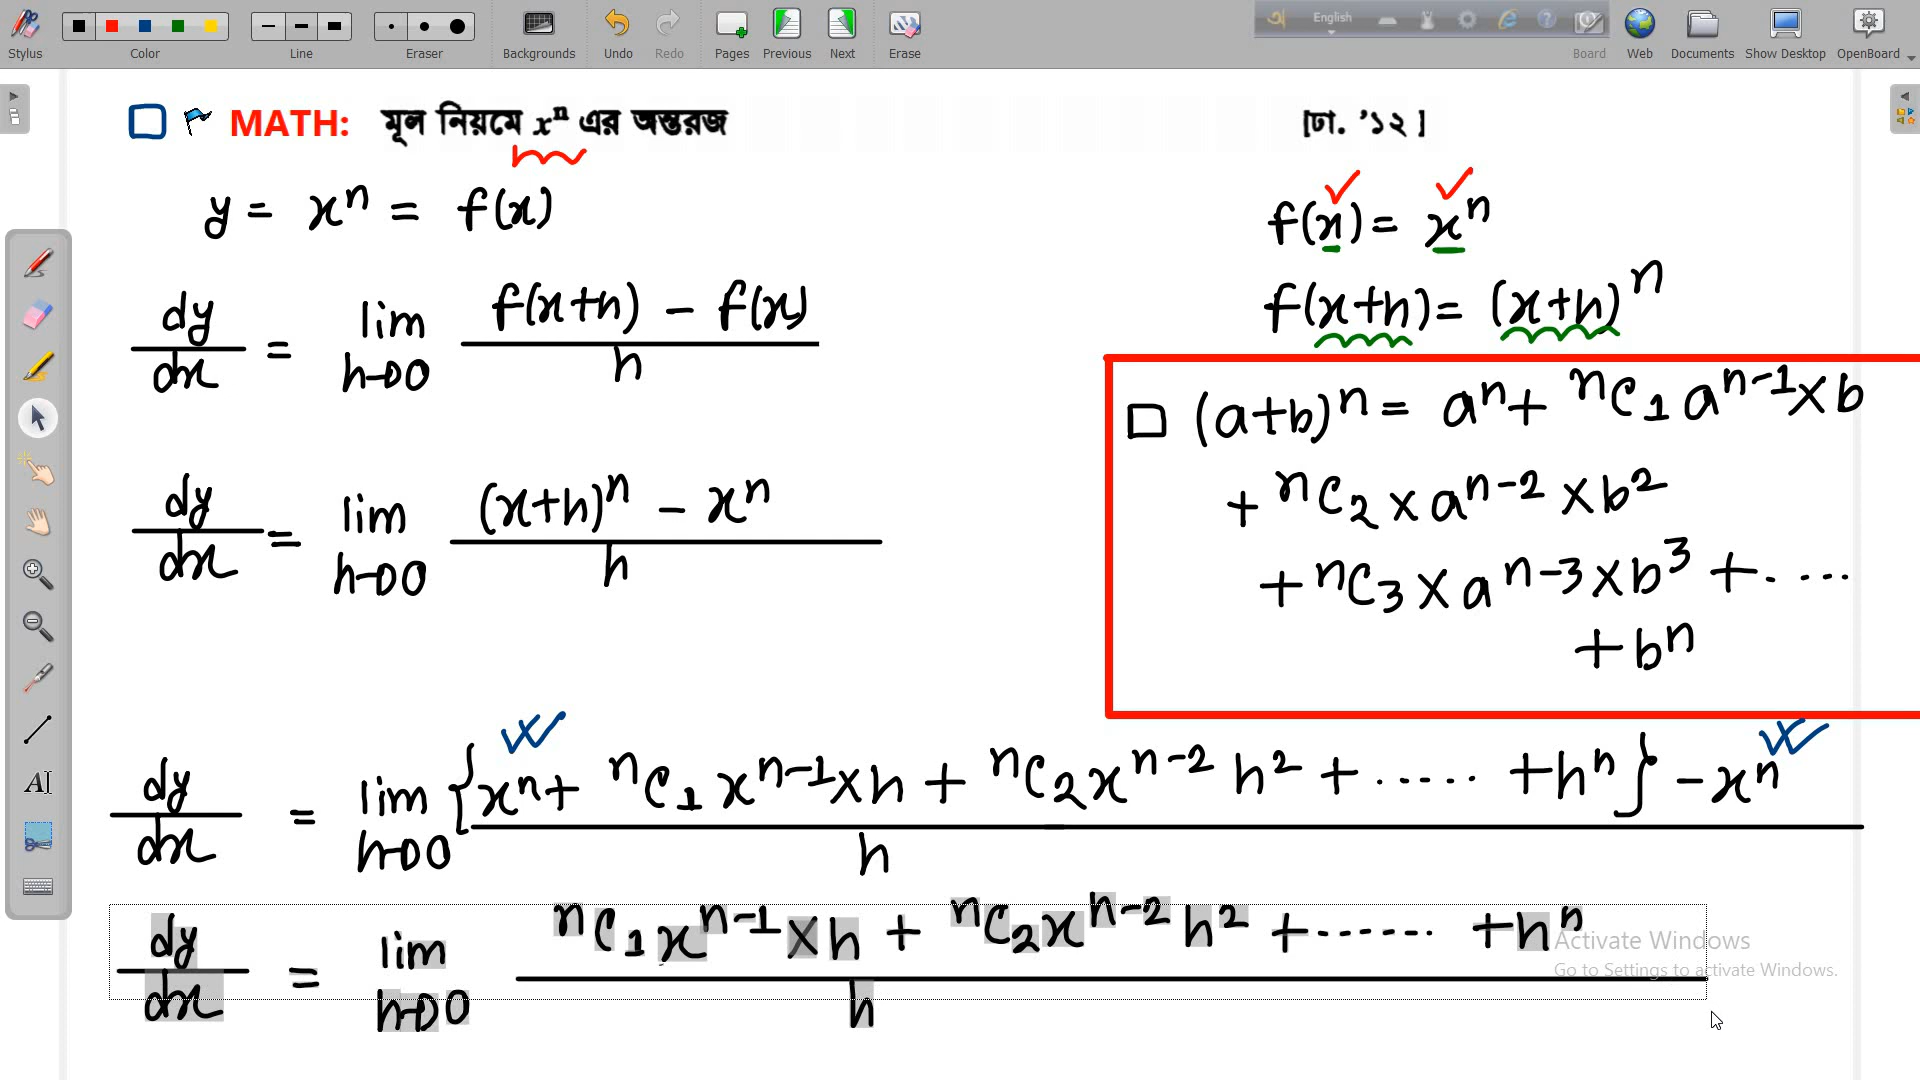 Stylus Color Line Eraser Backgrounds Undo Redo Pages Previous Next Erase English Board Web Documents Show Desktop OpenBoard
MATH: মূল নিয়মে xⁿ এর অন্তরজ [ঢা. '১২]
y = xⁿ = f(x)
f(x) = xⁿ
f(x+h) = (x+h)ⁿ
dy/dx = lim h→0 (f(x+h) - f(x))/h
□ (a+b)ⁿ = aⁿ + ⁿC₁ aⁿ⁻¹ × b
+ ⁿC₂ × aⁿ⁻² × b²
+ ⁿC₃ × aⁿ⁻³ × b³ + .....
+ bⁿ
dy/dx = lim h→0 ((x+h)ⁿ - xⁿ)/h
dy/dx = lim h→0 ({xⁿ + ⁿC₁ xⁿ⁻¹ × h + ⁿC₂ xⁿ⁻² h² + ..... + hⁿ} - xⁿ)/h
dy/dx = lim h→0 (ⁿC₁ xⁿ⁻¹ × h + ⁿC₂ xⁿ⁻² h² + ...... + hⁿ)/h
Activate Windows
Go to Settings to activate Windows.
AI